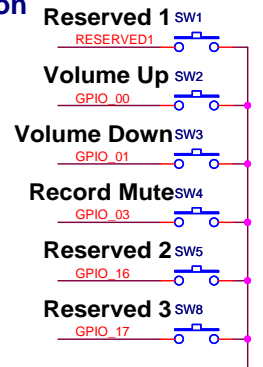 on
Reserved 1 SW1
RESERVED1
Volume Up SW2
GPIO_00
Volume Down SW3
GPIO_01
Record Mute SW4
GPIO_03
Reserved 2 SW5
GPIO_16
Reserved 3 SW8
GPIO_17